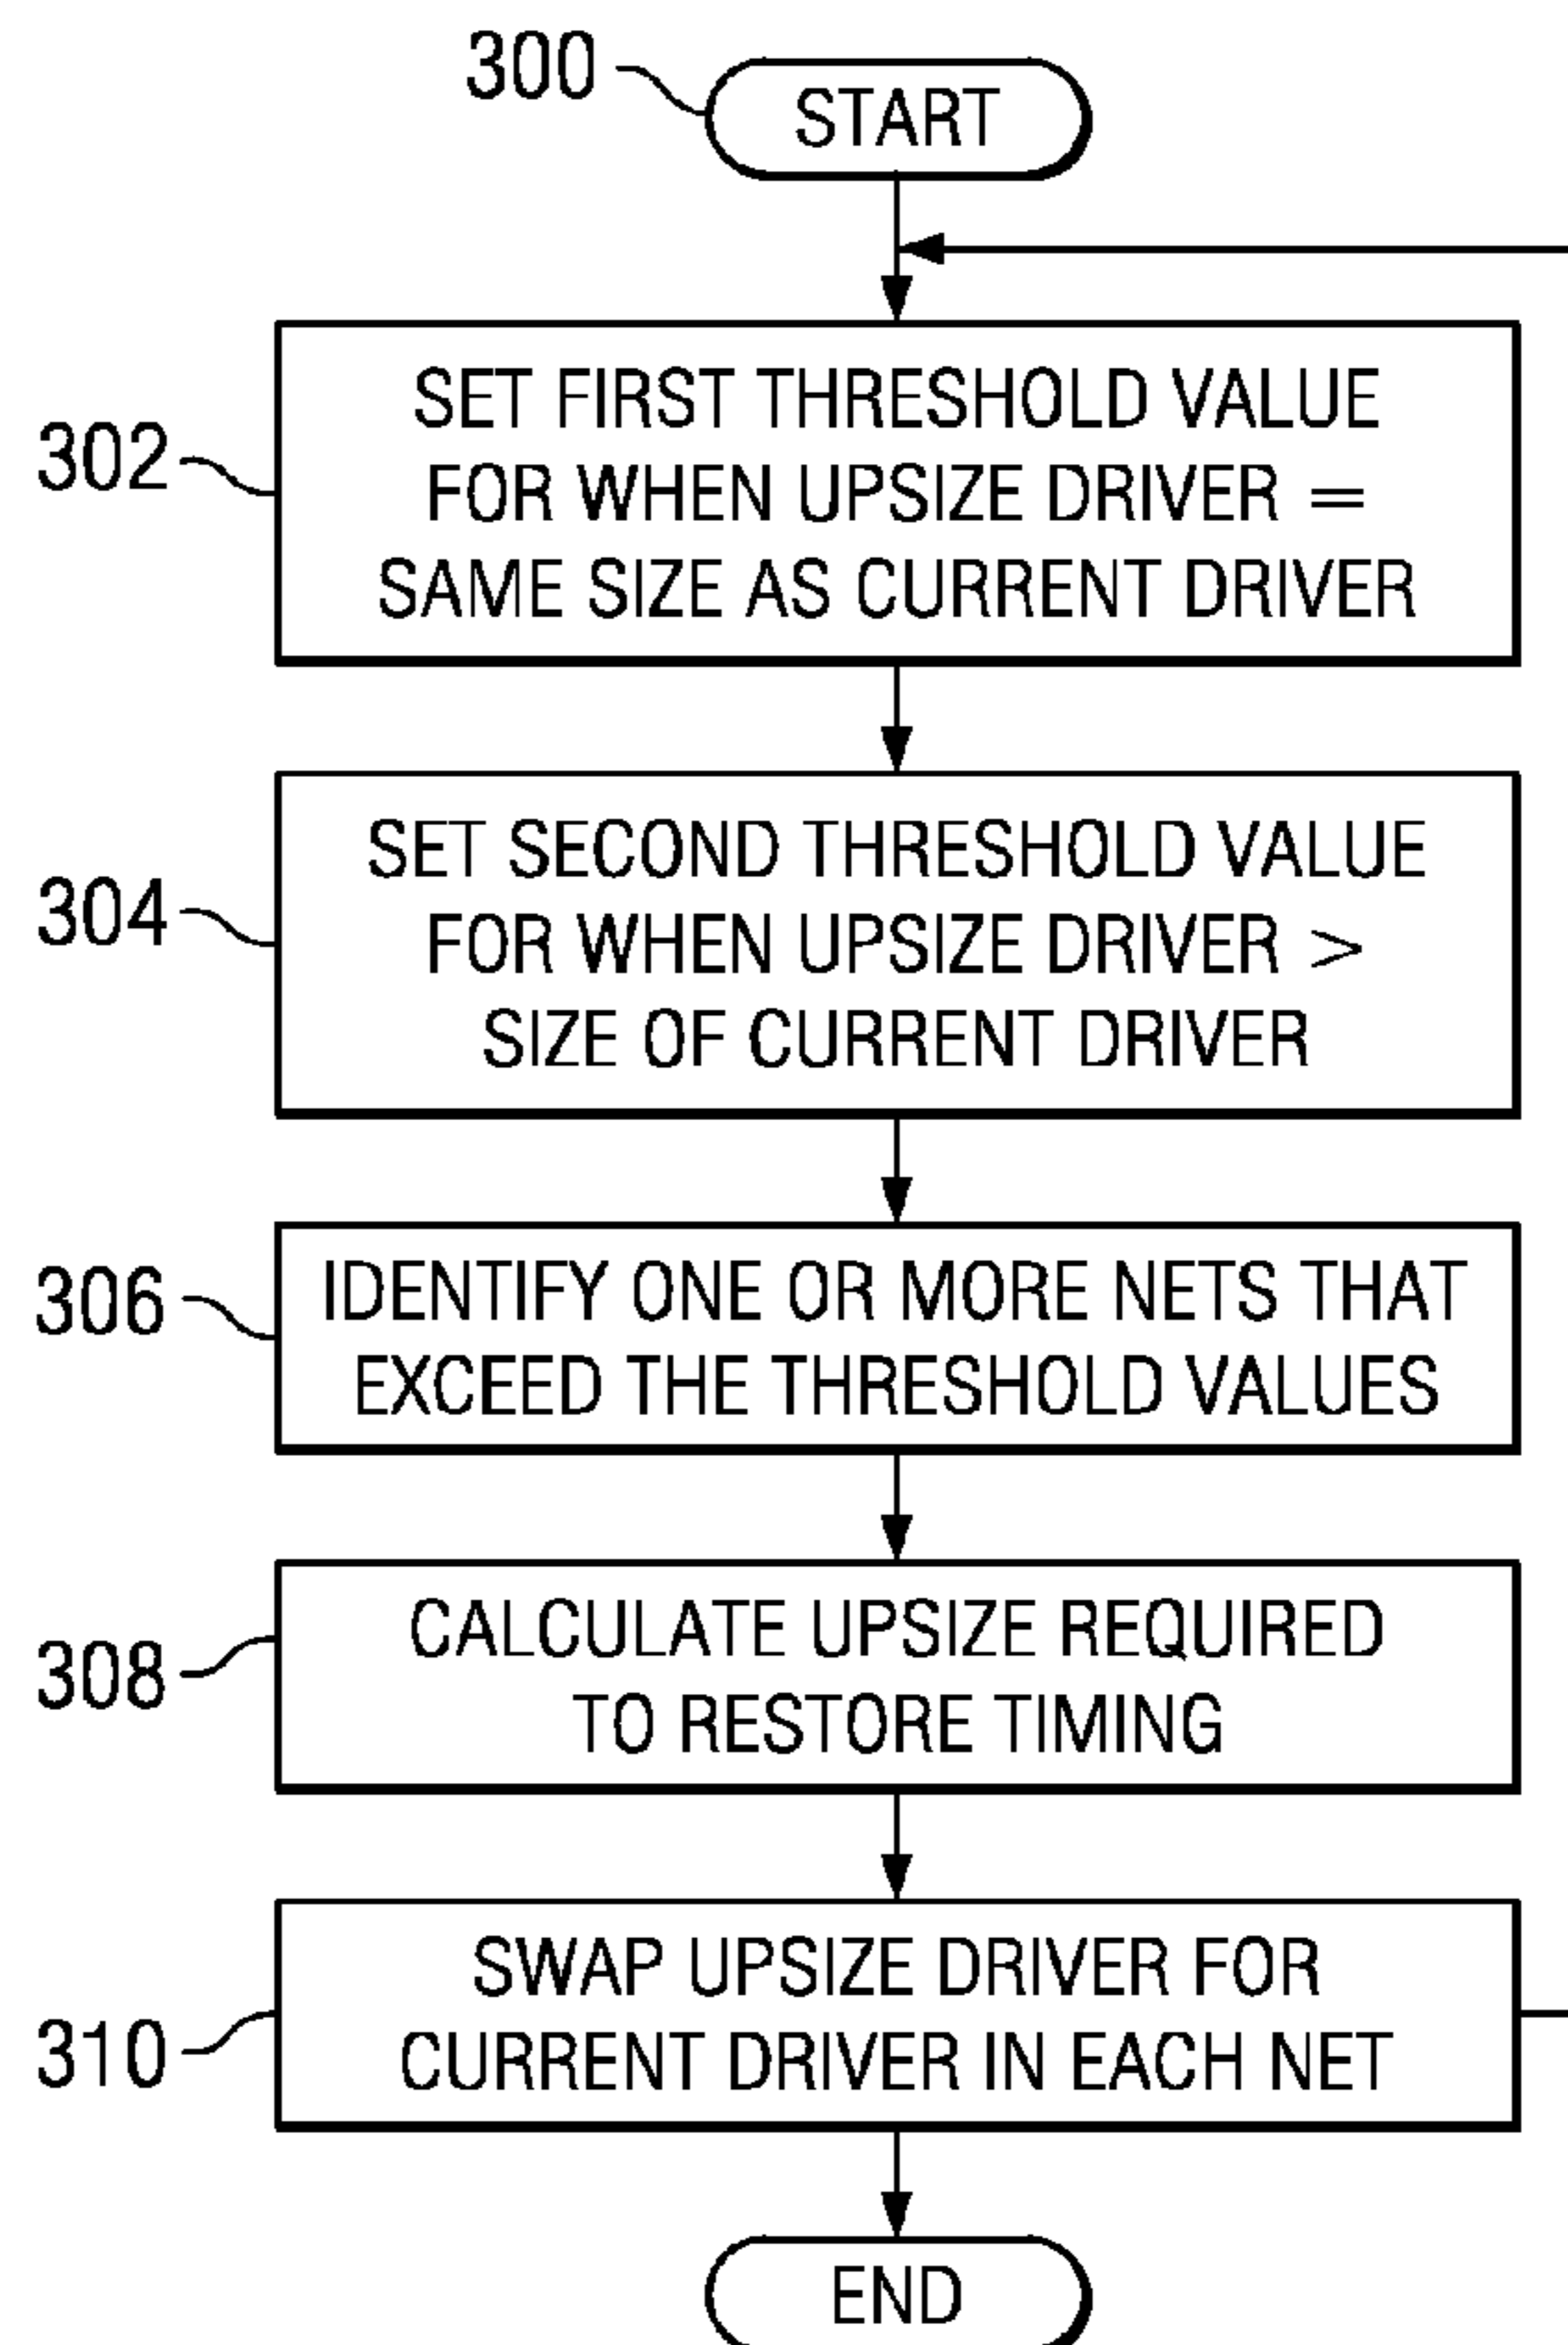 300
START
302
SET FIRST THRESHOLD VALUE
FOR WHEN UPSIZE DRIVER =
SAME SIZE AS CURRENT DRIVER
304
SET SECOND THRESHOLD VALUE
FOR WHEN UPSIZE DRIVER >
SIZE OF CURRENT DRIVER
306
IDENTIFY ONE OR MORE NETS THAT
EXCEED THE THRESHOLD VALUES
308
CALCULATE UPSIZE REQUIRED
TO RESTORE TIMING
310
SWAP UPSIZE DRIVER FOR
CURRENT DRIVER IN EACH NET
END